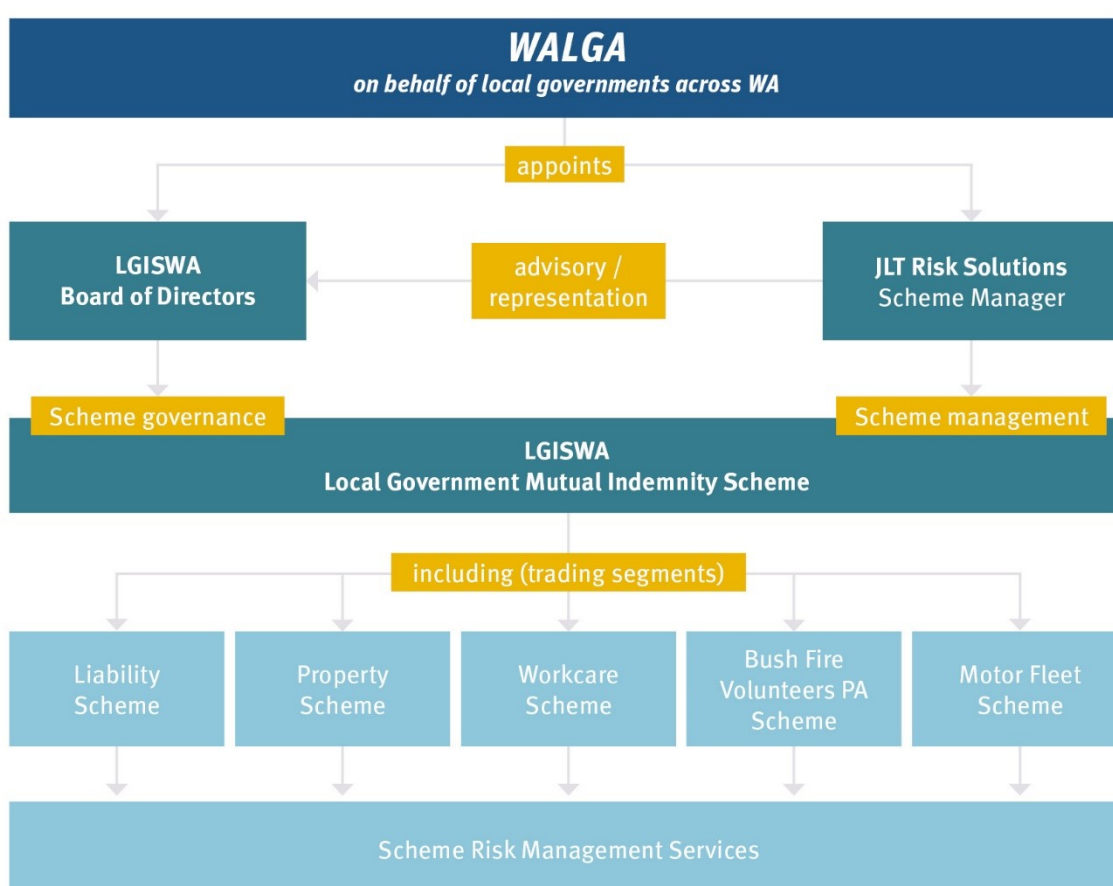 WALGA
on behalf of local governments across WA
appoints
LGISWA
Board of Directors
advisory /
representation
JLT Risk Solutions
Scheme Manager
Scheme governance
Scheme management
LGISWA
Local Government Mutual Indemnity Scheme
including (trading segments)
Liability
Scheme
Property
Scheme
Workcare
Scheme
Bush Fire
Volunteers PA
Scheme
Motor Fleet
Scheme
Scheme Risk Management Services